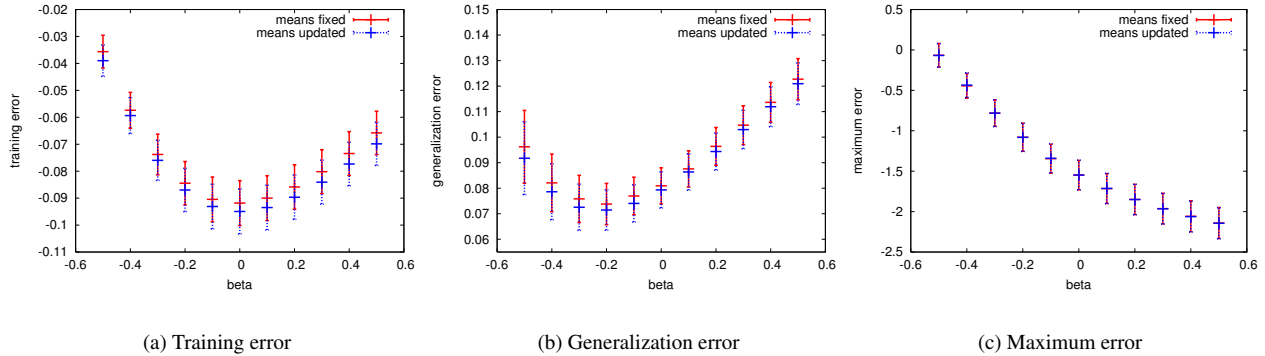 -0.02
-0.03
-0.04
-0.05
-0.06
-0.07
-0.08
-0.09
-0.1
-0.11
-0.6 -0.4 -0.2 0 0.2 0.4 0.6
training error
beta
means fixed
means updated
(a) Training error
0.15
0.14
0.13
0.12
0.11
0.1
0.09
0.08
0.07
0.06
-0.6 -0.4 -0.2 0 0.2 0.4 0.6
generalization error
beta
means fixed
means updated
(b) Generalization error
0.5
0
-0.5
-1
-1.5
-2
-2.5
-0.6 -0.4 -0.2 0 0.2 0.4 0.6
maximum error
beta
means fixed
means updated
(c) Maximum error